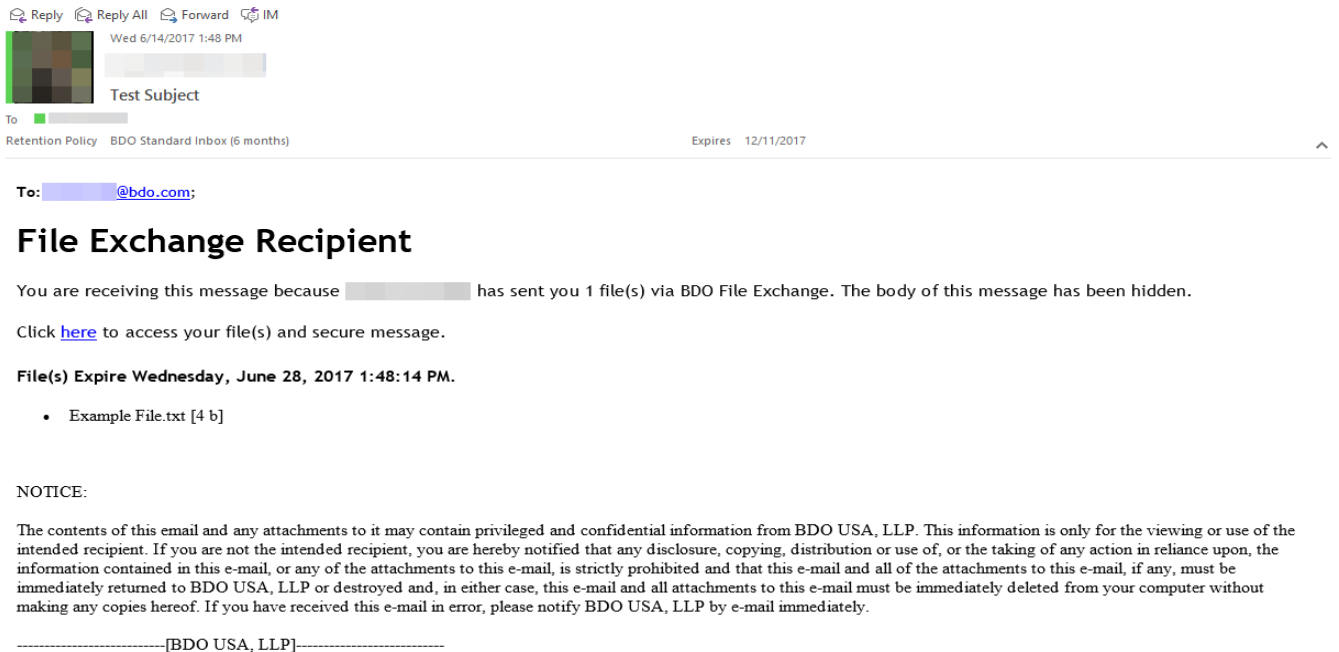 Reply Reply All Forward IM
Wed 6/14/2017 1:48 PM
Test Subject
To
Retention Policy BDO Standard Inbox (6 months) Expires 12/11/2017
To: @bdo.com;
File Exchange Recipient
You are receiving this message because has sent you 1 file(s) via BDO File Exchange. The body of this message has been hidden.
Click here to access your file(s) and secure message.
File(s) Expire Wednesday, June 28, 2017 1:48:14 PM.
• Example File.txt [4 b]
NOTICE:
The contents of this email and any attachments to it may contain privileged and confidential information from BDO USA, LLP. This information is only for the viewing or use of the
intended recipient. If you are not the intended recipient, you are hereby notified that any disclosure, copying, distribution or use of, or the taking of any action in reliance upon, the
information contained in this e-mail, or any of the attachments to this e-mail, is strictly prohibited and that this e-mail and all of the attachments to this e-mail, if any, must be
immediately returned to BDO USA, LLP or destroyed and, in either case, this e-mail and all attachments to this e-mail must be immediately deleted from your computer without
making any copies hereof. If you have received this e-mail in error, please notify BDO USA, LLP by e-mail immediately.
---------------------------[BDO USA, LLP]---------------------------